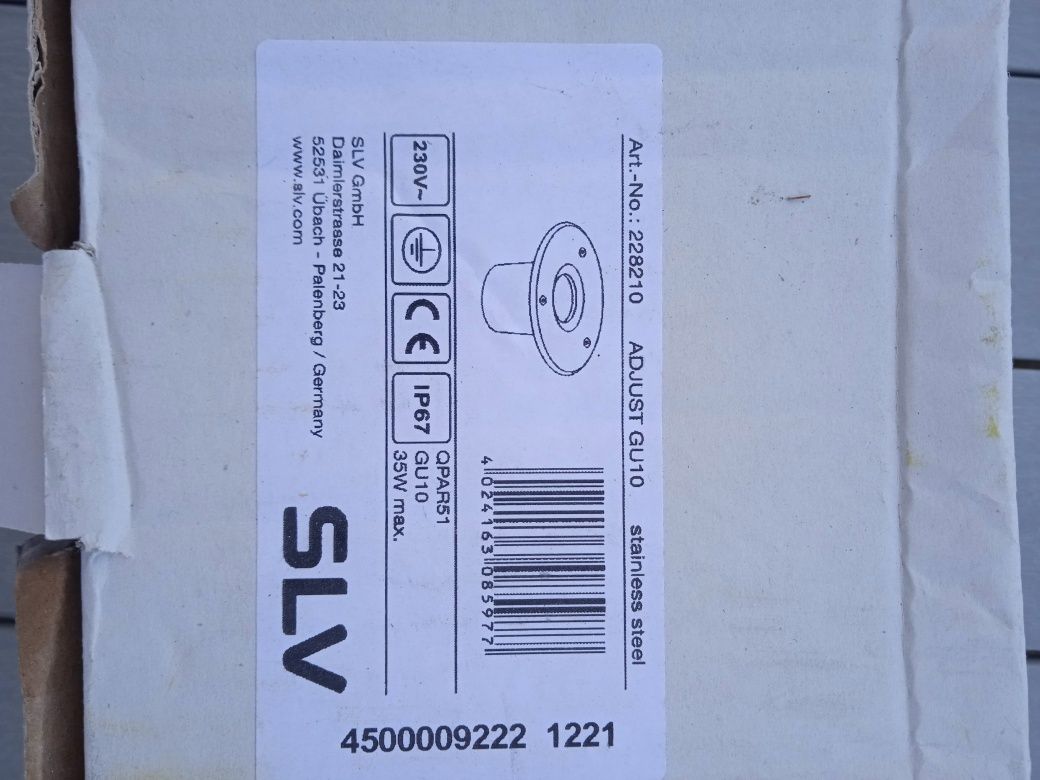 Art.-No.: 228210 ADJUST GU10 stainless steel
4 024163 085977
230V~
CE
IP67
QPAR51
GU10
35W max.
SLV GmbH
Daimlerstrasse 21-23
52531 Übach - Palenberg / Germany
www.slv.com
SLV
4500009222 1221